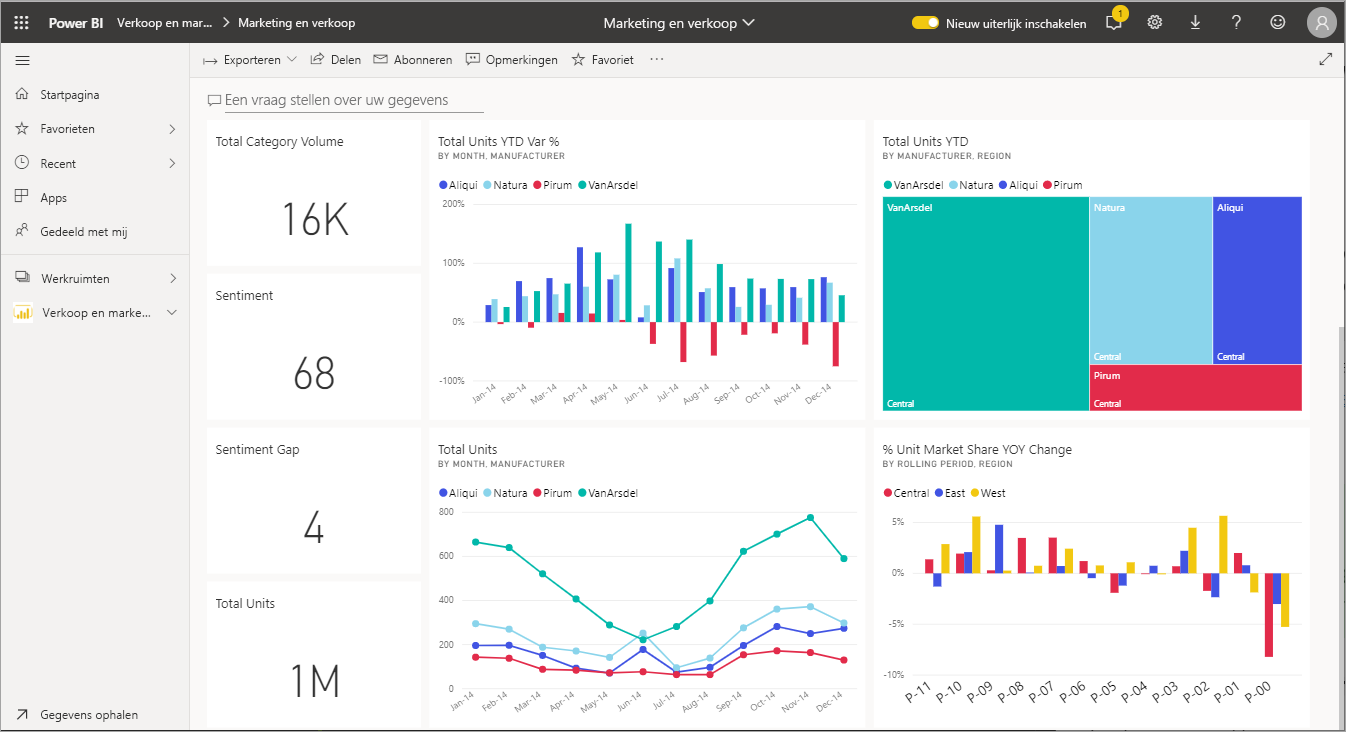 Power BI Verkoop en mar... Marketing en verkoop
Marketing en verkoop
Nieuw uiterlijk inschakelen
1
Exporteren Delen Abonneren Opmerkingen Favoriet ...
Startpagina
Favorieten
Recent
Apps
Gedeeld met mij
Werkruimten
Verkoop en marke...
Gegevens ophalen
Een vraag stellen over uw gegevens
Total Category Volume
16K
Sentiment
68
Sentiment Gap
4
Total Units
1M
Total Units YTD Var %
BY MONTH, MANUFACTURER
Aliqui Natura Pirum VanArsdel
200%
100%
0%
-100%
Jan-14 Feb-14 Mar-14 Apr-14 May-14 Jun-14 Jul-14 Aug-14 Sep-14 Oct-14 Nov-14 Dec-14
Total Units YTD
BY MANUFACTURER, REGION
VanArsdel Natura Aliqui Pirum
VanArsdel
Central
Natura
Central
Aliqui
Central
Pirum
Central
Total Units
BY MONTH, MANUFACTURER
Aliqui Natura Pirum VanArsdel
800
600
400
200
0
Jan-14 Feb-14 Mar-14 Apr-14 May-14 Jun-14 Jul-14 Aug-14 Sep-14 Oct-14 Nov-14 Dec-14
% Unit Market Share YOY Change
BY ROLLING PERIOD, REGION
Central East West
5%
0%
-5%
-10%
P-11 P-10 P-09 P-08 P-07 P-06 P-05 P-04 P-03 P-02 P-01 P-00